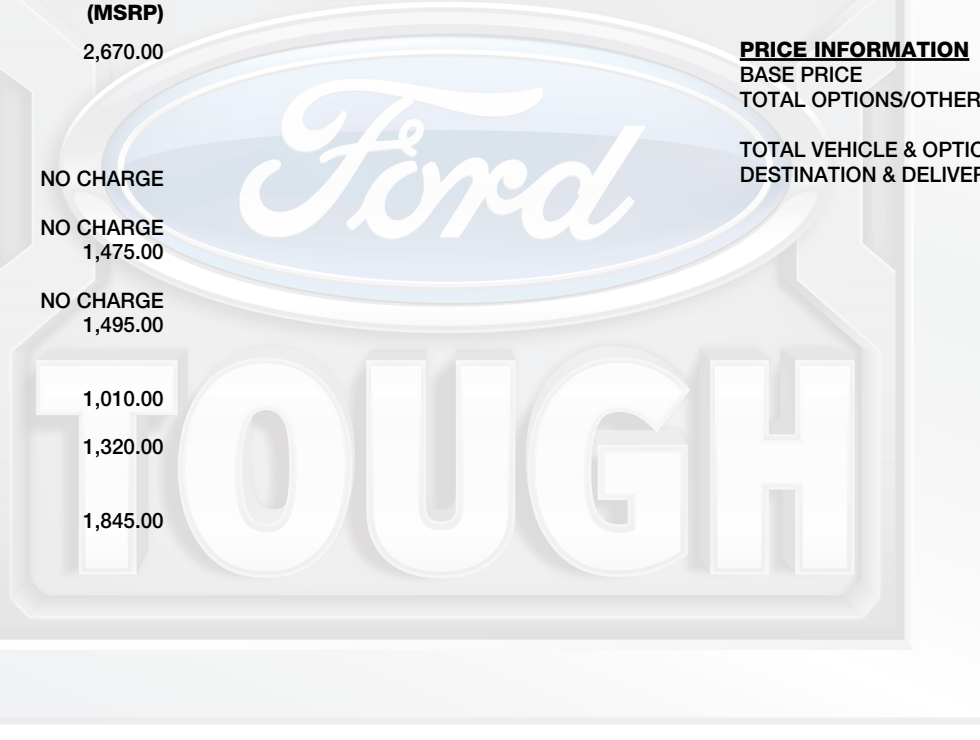 (MSRP)
2,670.00
NO CHARGE
NO CHARGE
1,475.00
NO CHARGE
1,495.00
1,010.00
1,320.00
1,845.00
PRICE INFORMATION
BASE PRICE
TOTAL OPTIONS/OTHER
TOTAL VEHICLE & OPTIO
DESTINATION & DELIVER
Ford
TOUGH